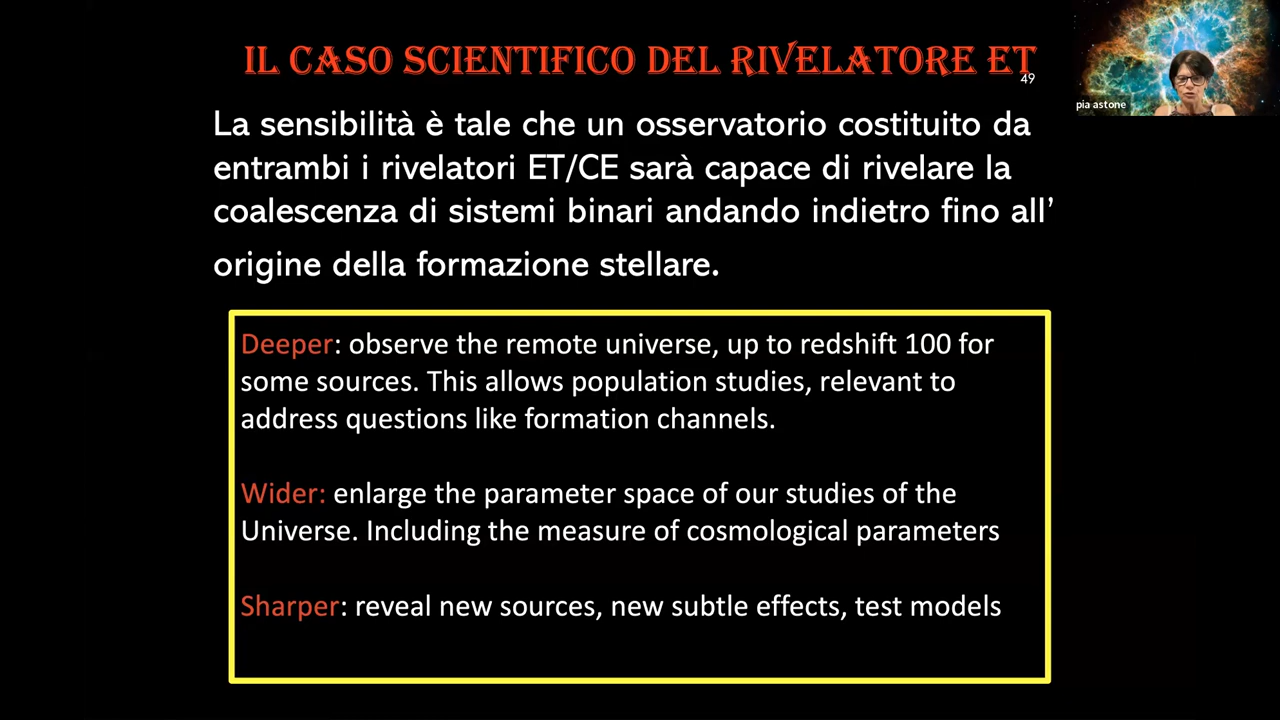 IL CASO SCIENTIFICO DEL RIVELATORE ET
49
pia astone
La sensibilità è tale che un osservatorio costituito da
entrambi i rivelatori ET/CE sarà capace di rivelare la
coalescenza di sistemi binari andando indietro fino all'
origine della formazione stellare.
Deeper: observe the remote universe, up to redshift 100 for
some sources. This allows population studies, relevant to
address questions like formation channels.
Wider: enlarge the parameter space of our studies of the
Universe. Including the measure of cosmological parameters
Sharper: reveal new sources, new subtle effects, test models